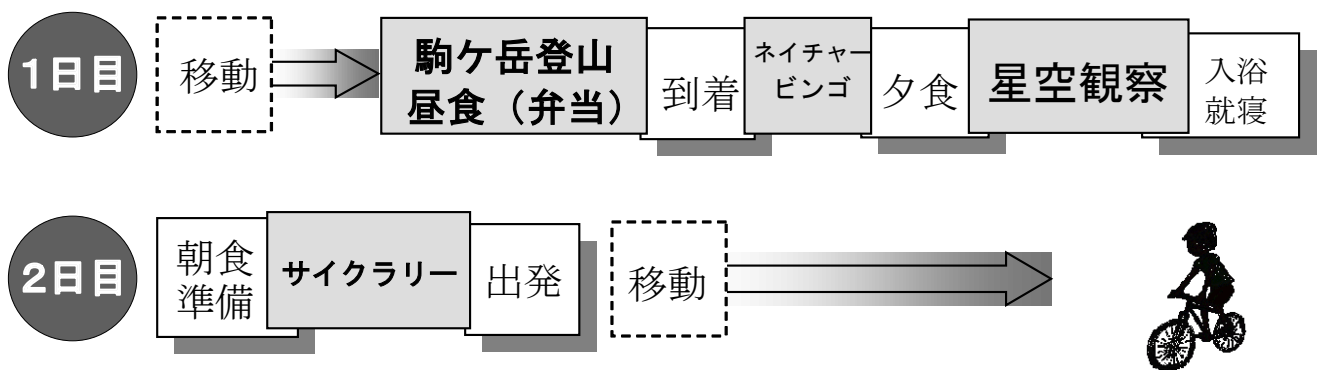 1日目
移動
駒ケ岳登山
昼食（弁当）
到着
ネイチャー
ビンゴ
夕食
星空観察
入浴
就寝
2日目
朝食
準備
サイクラリー
出発
移動